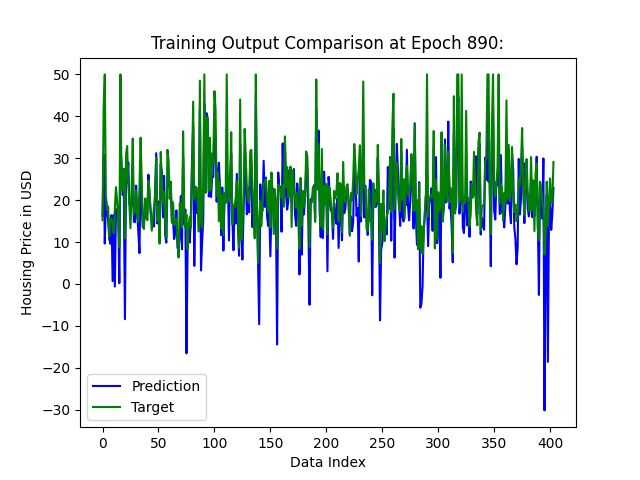 Training Output Comparison at Epoch 890:
50
40
30
20
10
0
−10
−20
−30
Housing Price in USD
Prediction
Target
0 50 100 150 200 250 300 350 400
Data Index